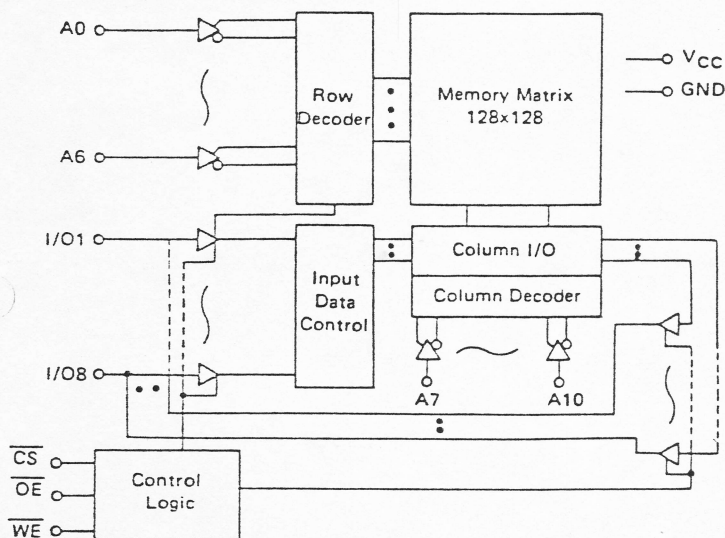 A0
A6
Row
Decoder
Memory Matrix
128x128
VCC
GND
I/O1
I/O8
Input
Data
Control
Column I/O
Column Decoder
A7
A10
CS
OE
WE
Control
Logic